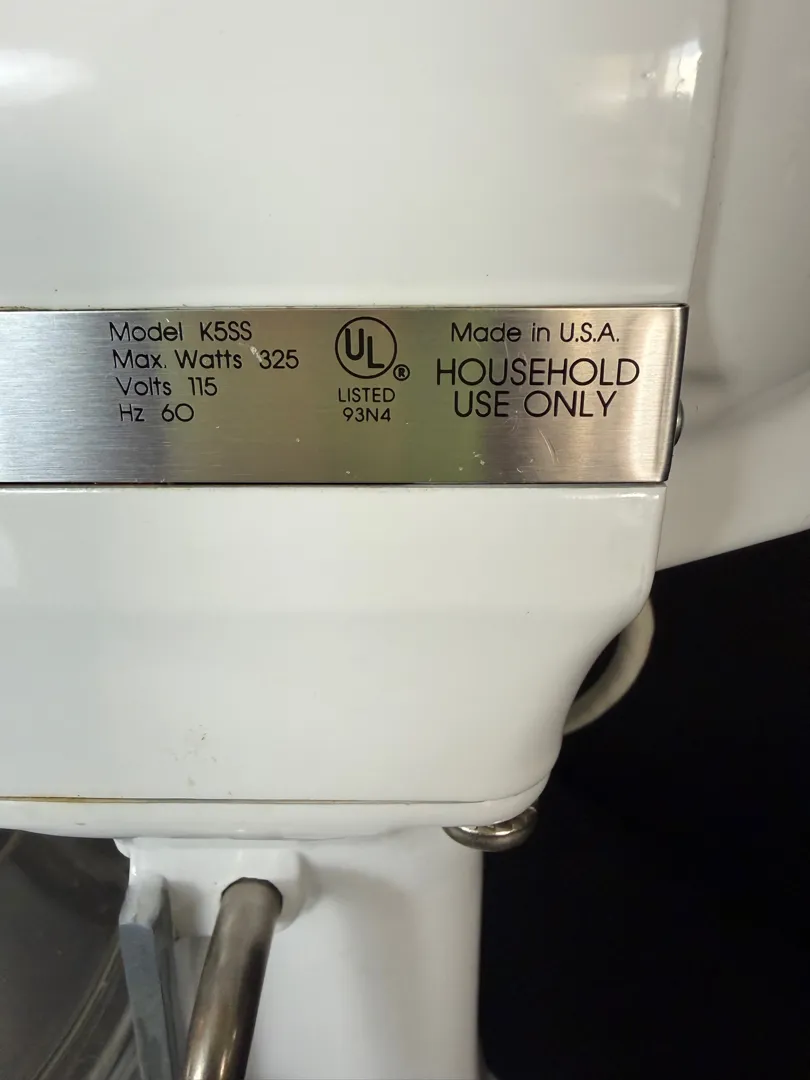 Model K5SS
Max. Watts 325
Volts 115
Hz 60
UL®
LISTED
93N4
Made in U.S.A.
HOUSEHOLD
USE ONLY